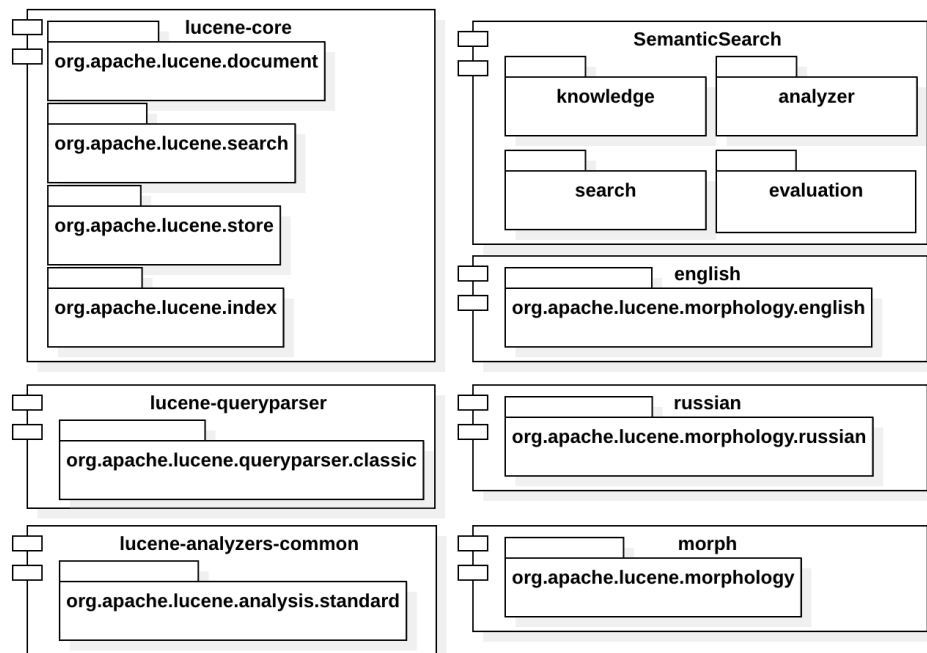 lucene-core
org.apache.lucene.document
org.apache.lucene.search
org.apache.lucene.store
org.apache.lucene.index
SemanticSearch
knowledge
analyzer
search
evaluation
english
org.apache.lucene.morphology.english
lucene-queryparser
org.apache.lucene.queryparser.classic
russian
org.apache.lucene.morphology.russian
lucene-analyzers-common
org.apache.lucene.analysis.standard
morph
org.apache.lucene.morphology